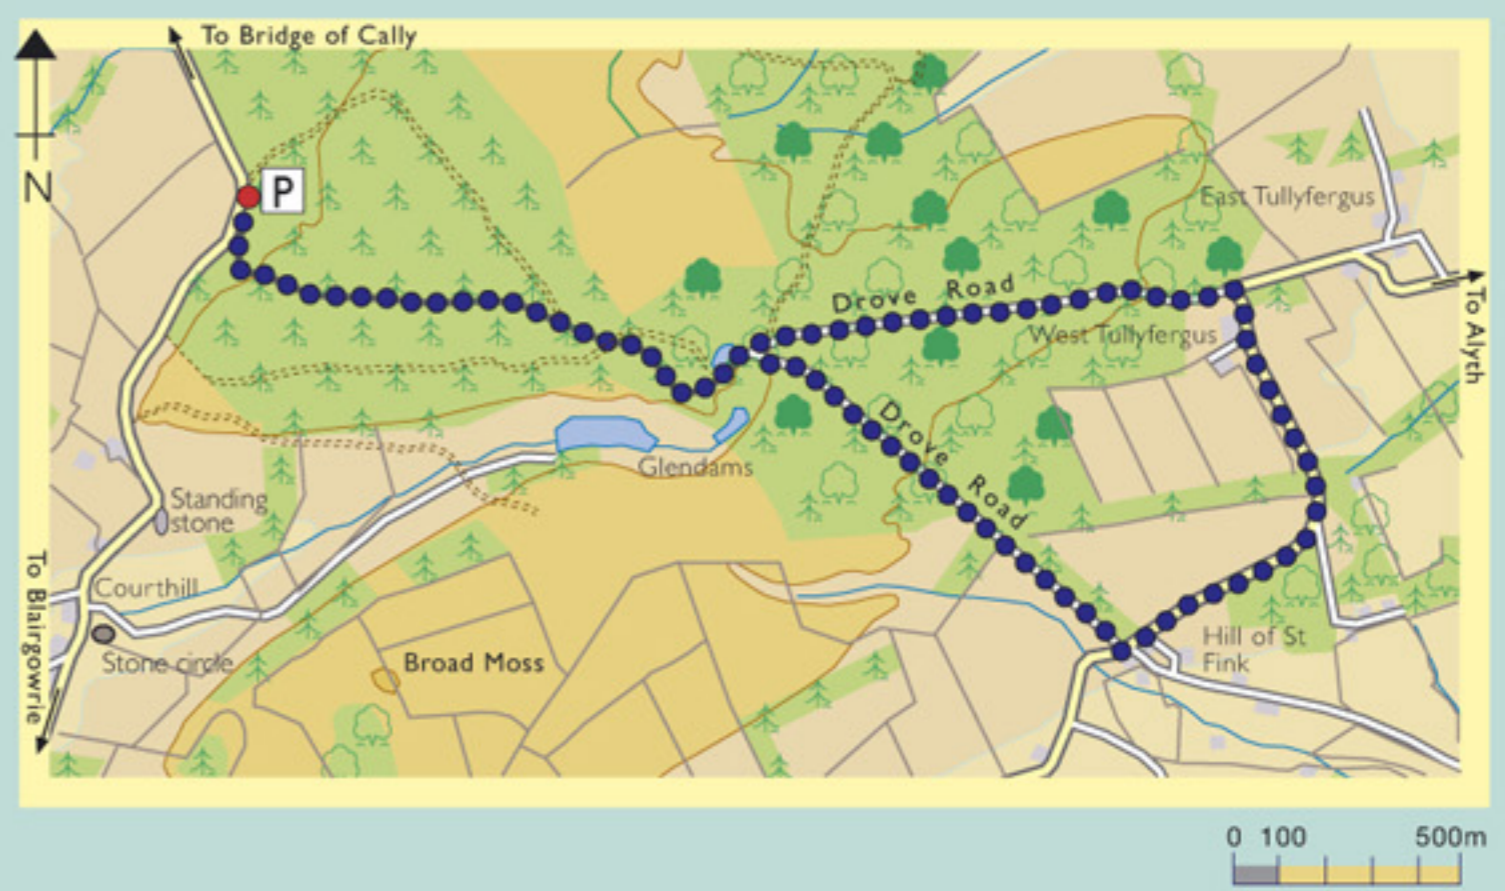 To Bridge of Cally
P
N
East Tullyfergus
Drove Road
To Alyth
West Tullyfergus
Drove Road
Glendams
Standing
stone
To Blairgowrie
Courthill
Stone circle
Broad Moss
Hill of St
Fink
0 100 500m